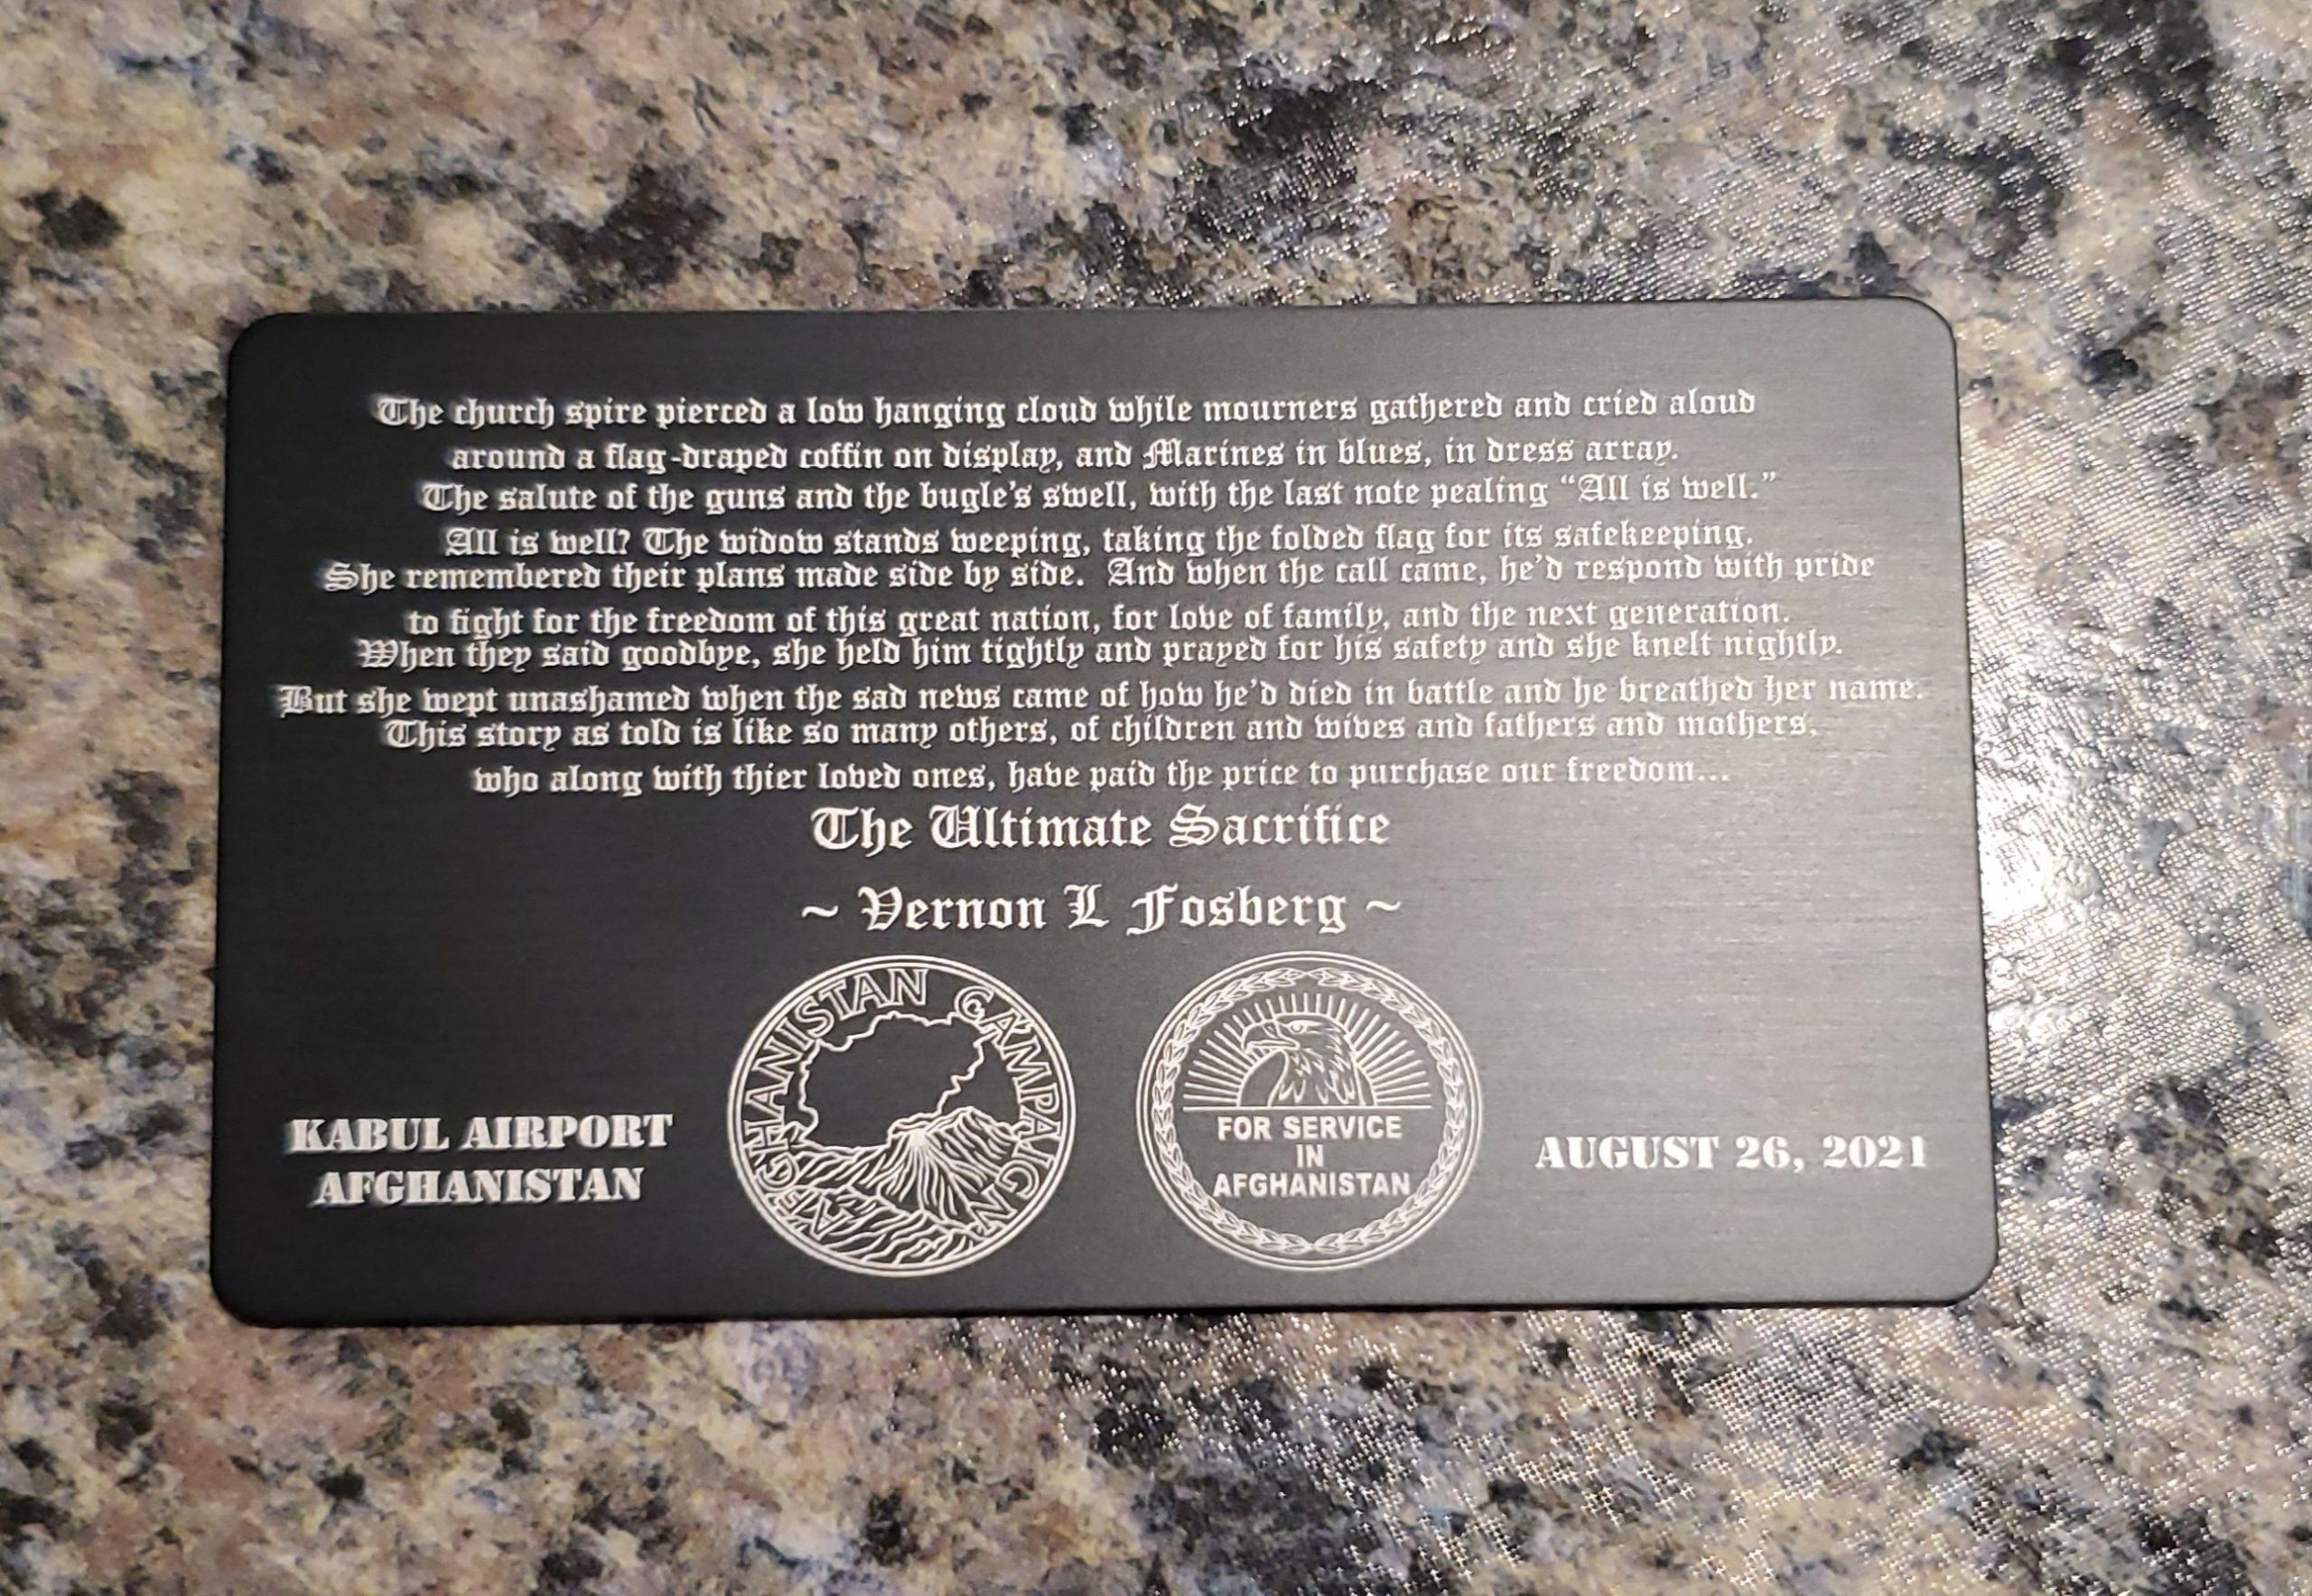 The church spire pierced a low hanging cloud while mourners gathered and cried aloud
around a flag-draped coffin on display, and Marines in blues, in dress array.
The salute of the guns and the bugle's swell, with the last note pealing “All is well.”
All is well? The widow stands weeping, taking the folded flag for its safekeeping.
She remembered their plans made side by side. And when the call came, he'd respond with pride
to fight for the freedom of this great nation, for love of family, and the next generation.
When they said goodbye, she held him tightly and prayed for his safety and she knelt nightly.
But she wept unashamed when the sad news came of how he'd died in battle and he breathed her name.
This story as told is like so many others, of children and wives and fathers and mothers,
who along with thier loved ones, have paid the price to purchase our freedom...
The Ultimate Sacrifice
~ Vernon L Fosberg ~
KABUL AIRPORT
AFGHANISTAN
AFGHANISTAN CAMPAIGN
FOR SERVICE
IN
AFGHANISTAN
AUGUST 26, 2021